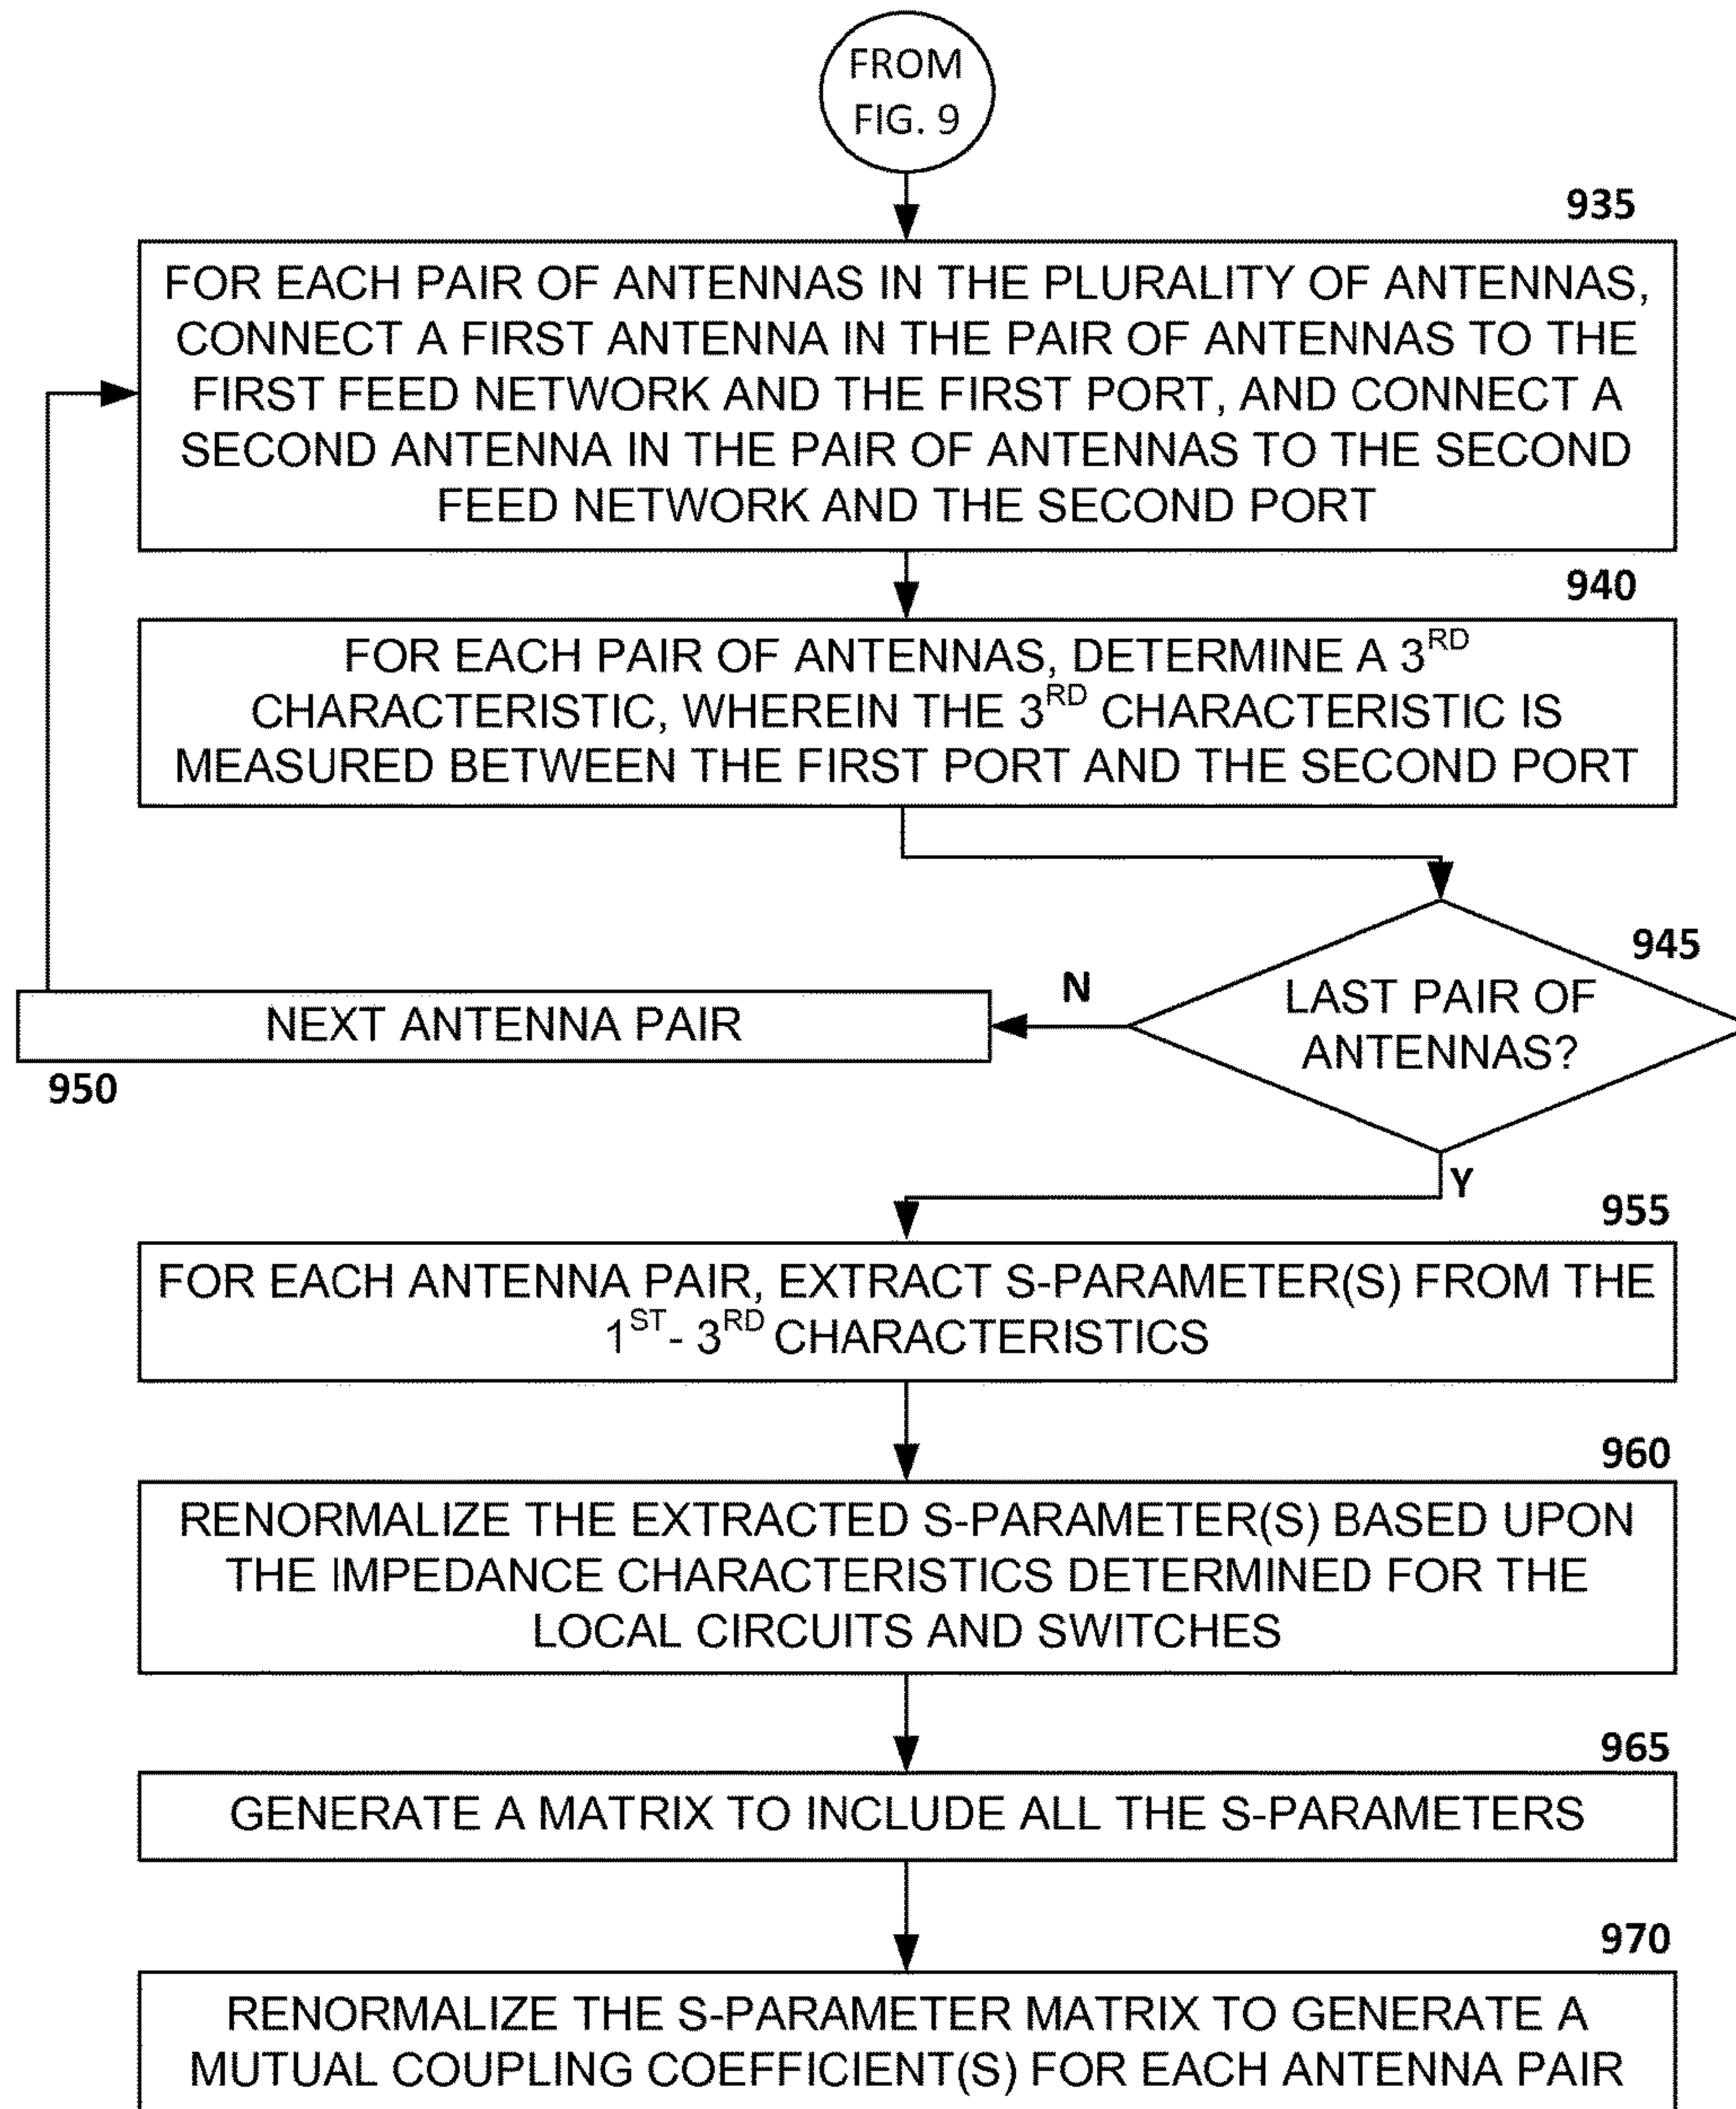 FROM
FIG. 9
935
FOR EACH PAIR OF ANTENNAS IN THE PLURALITY OF ANTENNAS,
CONNECT A FIRST ANTENNA IN THE PAIR OF ANTENNAS TO THE
FIRST FEED NETWORK AND THE FIRST PORT, AND CONNECT A
SECOND ANTENNA IN THE PAIR OF ANTENNAS TO THE SECOND
FEED NETWORK AND THE SECOND PORT
940
FOR EACH PAIR OF ANTENNAS, DETERMINE A 3RD
CHARACTERISTIC, WHEREIN THE 3RD CHARACTERISTIC IS
MEASURED BETWEEN THE FIRST PORT AND THE SECOND PORT
945
LAST PAIR OF
ANTENNAS?
N
NEXT ANTENNA PAIR
950
Y
955
FOR EACH ANTENNA PAIR, EXTRACT S-PARAMETER(S) FROM THE
1ST - 3RD CHARACTERISTICS
960
RENORMALIZE THE EXTRACTED S-PARAMETER(S) BASED UPON
THE IMPEDANCE CHARACTERISTICS DETERMINED FOR THE
LOCAL CIRCUITS AND SWITCHES
965
GENERATE A MATRIX TO INCLUDE ALL THE S-PARAMETERS
970
RENORMALIZE THE S-PARAMETER MATRIX TO GENERATE A
MUTUAL COUPLING COEFFICIENT(S) FOR EACH ANTENNA PAIR